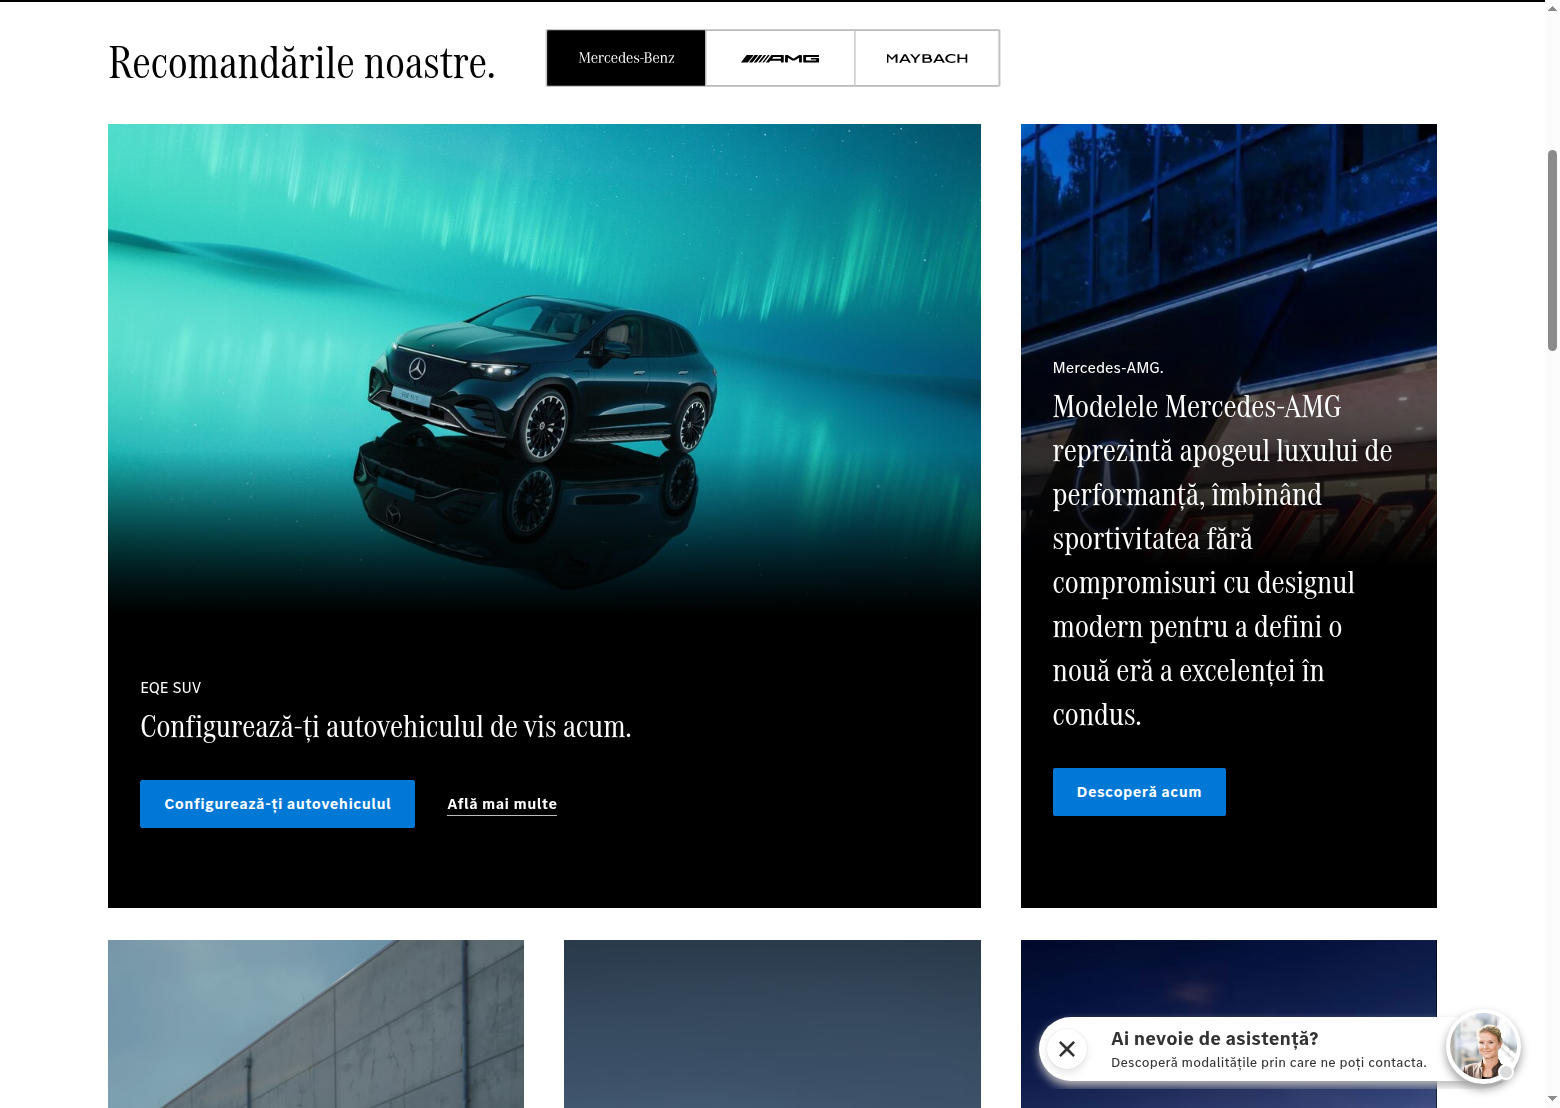 Recomandările noastre.
Mercedes-Benz
AMG
MAYBACH
EQE SUV
Configurează-ți autovehiculul de vis acum.
Configurează-ți autovehiculul
Află mai multe
Mercedes-AMG.
Modelele Mercedes-AMG
reprezintă apogeul luxului de
performanță, îmbinând
sportivitatea fără
compromisuri cu designul
modern pentru a defini o
nouă eră a excelenței în
condus.
Descoperă acum
Ai nevoie de asistență?
Descoperă modalitățile prin care ne poți contacta.